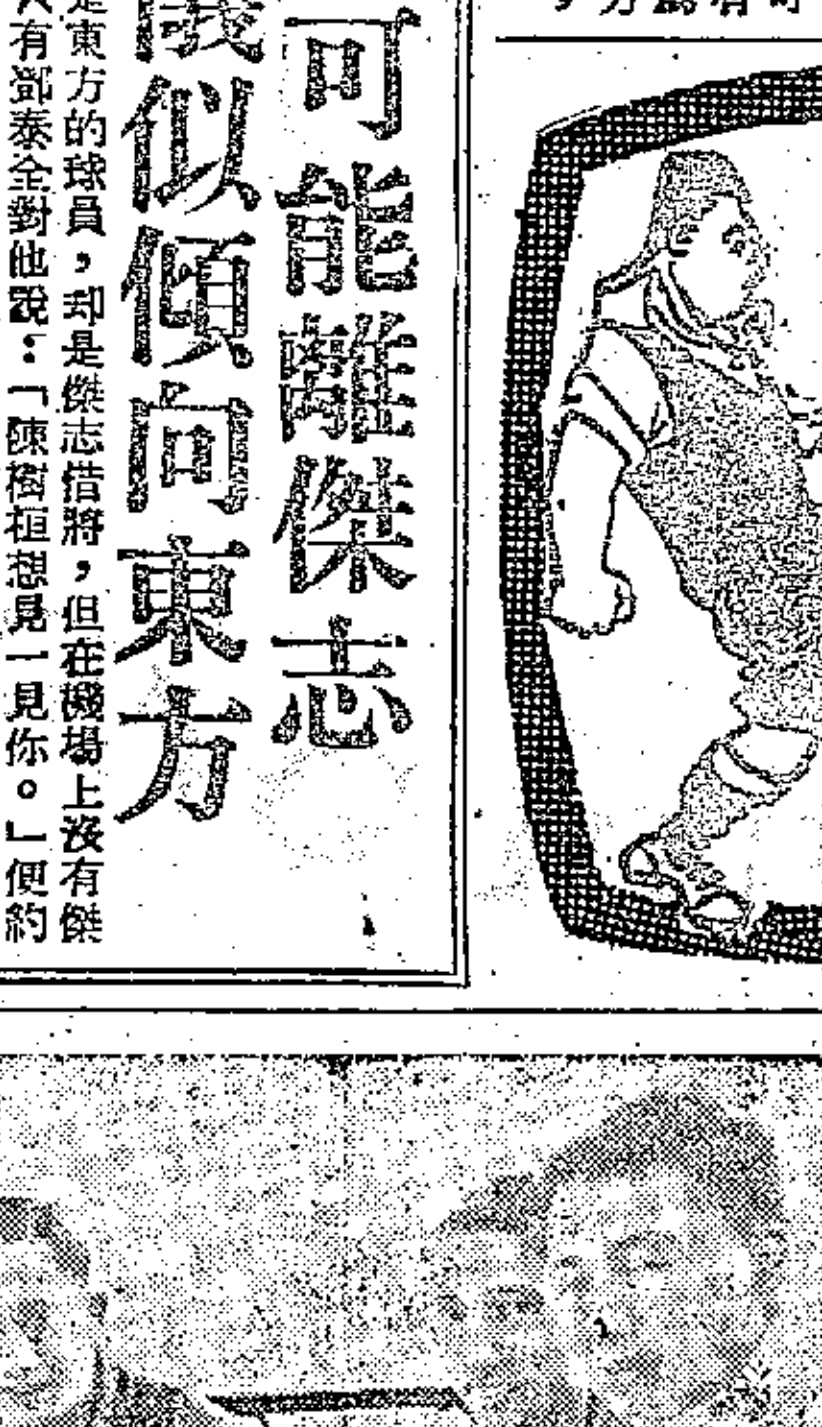 可能離傑志
儀似傾向東方
是東方的球員，却是傑志借將，但在機場上沒有傑
有鄧泰全對他說：「陳樹桓想見一見你。」便約